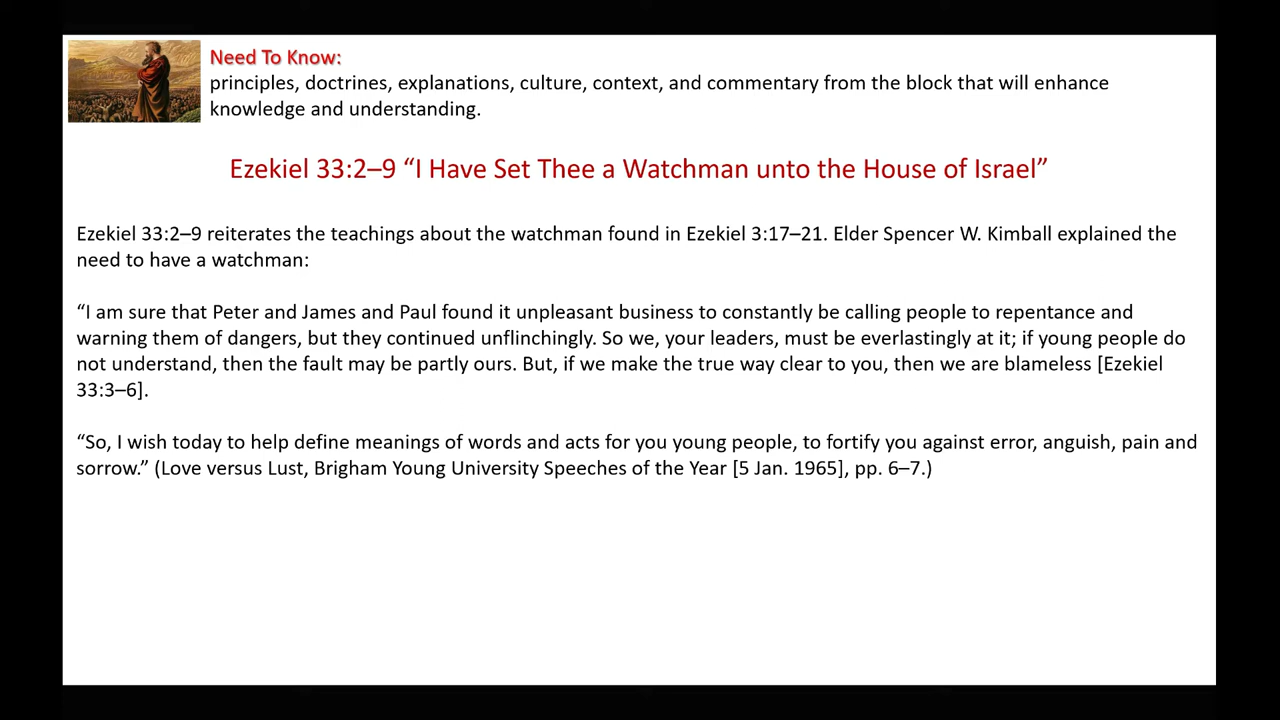 Need To Know:
principles, doctrines, explanations, culture, context, and commentary from the block that will enhance
knowledge and understanding.
Ezekiel 33:2–9 “I Have Set Thee a Watchman unto the House of Israel”
Ezekiel 33:2–9 reiterates the teachings about the watchman found in Ezekiel 3:17–21. Elder Spencer W. Kimball explained the
need to have a watchman:
“I am sure that Peter and James and Paul found it unpleasant business to constantly be calling people to repentance and
warning them of dangers, but they continued unflinchingly. So we, your leaders, must be everlastingly at it; if young people do
not understand, then the fault may be partly ours. But, if we make the true way clear to you, then we are blameless [Ezekiel
33:3–6].
“So, I wish today to help define meanings of words and acts for you young people, to fortify you against error, anguish, pain and
sorrow.” (Love versus Lust, Brigham Young University Speeches of the Year [5 Jan. 1965], pp. 6–7.)